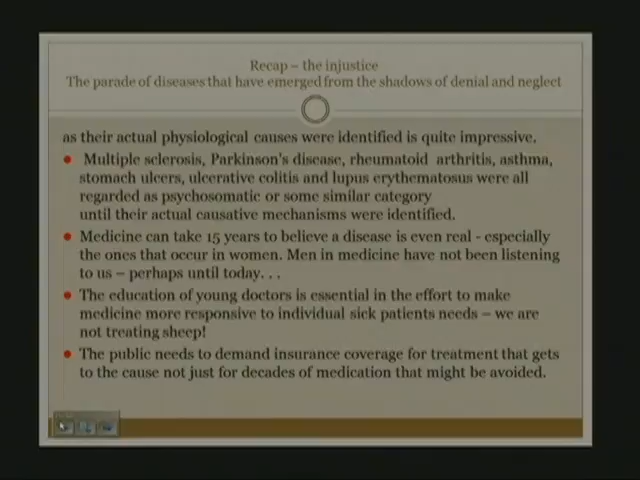 Recap – the injustice
The parade of diseases that have emerged from the shadows of denial and neglect
as their actual physiological causes were identified is quite impressive.
Multiple sclerosis, Parkinson's disease, rheumatoid arthritis, asthma,
stomach ulcers, ulcerative colitis and lupus erythematosus were all
regarded as psychosomatic or some similar category
until their actual causative mechanisms were identified.
Medicine can take 15 years to believe a disease is even real - especially
the ones that occur in women. Men in medicine have not been listening
to us – perhaps until today. . .
The education of young doctors is essential in the effort to make
medicine more responsive to individual sick patients needs – we are
not treating sheep!
The public needs to demand insurance coverage for treatment that gets
to the cause not just for decades of medication that might be avoided.